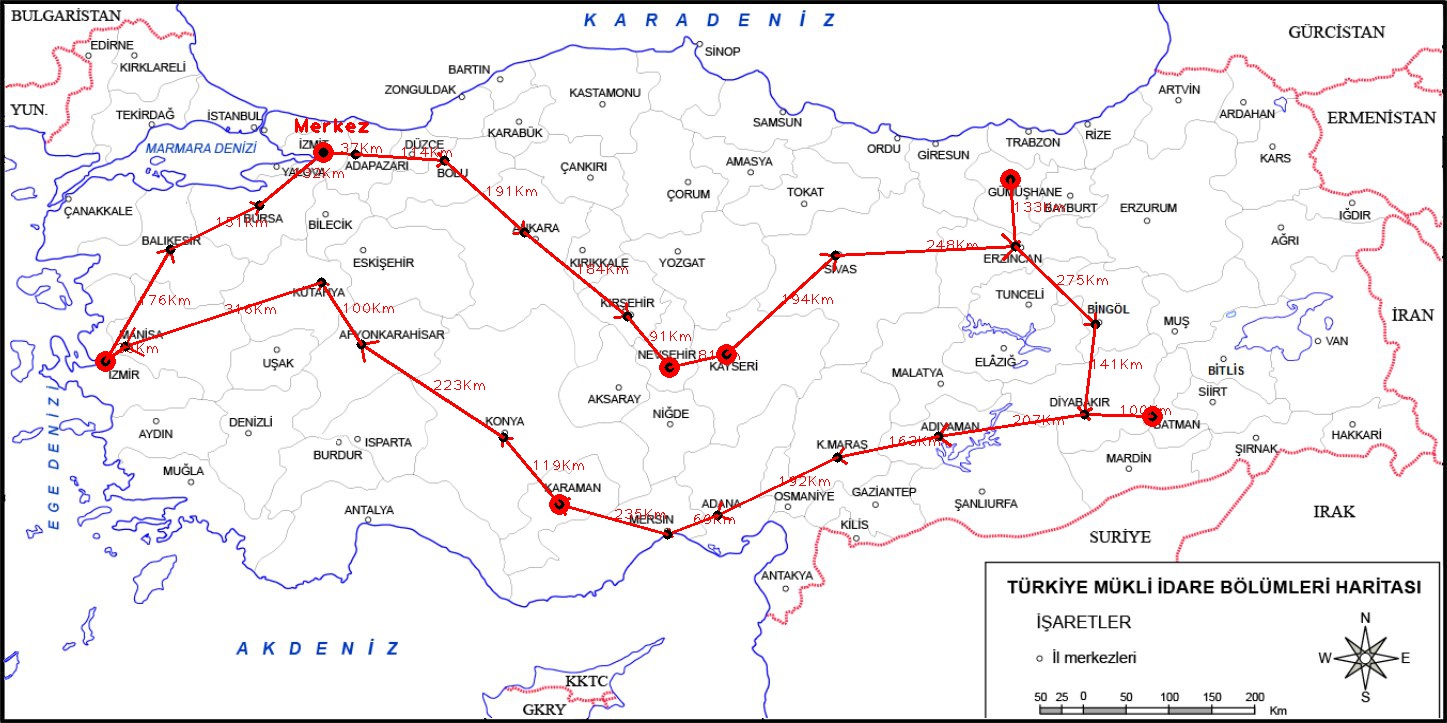 BULGARİSTAN
K A R A D E N İ Z
GÜRCİSTAN
EDİRNE
KIRKLARELİ
SİNOP
BARTIN
ZONGULDAK
KASTAMONU
ARTVİN
ARDAHAN
YUN.
TEKİRDAĞ
İSTANBUL
Merkez
KARABÜK
SAMSUN
ERMENİSTAN
RİZE
TRABZON
ORDU
GİRESUN
MARMARA DENİZİ
İZMİT
37Km
DÜZCE
KARS
YALOVA
ADAPAZARI
BOLU
ÇANKIRI
AMASYA
191Km
ÇORUM
TOKAT
GÜMÜŞHANE
133Km
BAYBURT
ERZURUM
IĞDIR
ÇANAKKALE
151Km
BURSA
BİLECİK
ANKARA
BALIKESİR
ESKİŞEHİR
KIRIKKALE
184Km
YOZGAT
SİVAS
248Km
ERZİNCAN
AĞRI
275Km
KÜTAHYA
176Km
316Km
100Km
KIRŞEHİR
194Km
TUNCELİ
BİNGÖL
MUŞ
İRAN
MANİSA
AFYONKARAHİSAR
91Km
VAN
UŞAK
NEVŞEHİR
KAYSERİ
ELÂZIĞ
141Km
BİTLİS
İZMİR
223Km
MALATYA
AKSARAY
SİİRT
NİĞDE
DİYABAKIR
AYDIN
DENİZLİ
KONYA
ADIYAMAN
207Km
BATMAN
ISPARTA
BURDUR
K.MARAŞ
163Km
HAKKARİ
ŞIRNAK
MARDİN
EGE DENİZİ
MUĞLA
119Km
KARAMAN
192Km
OSMANİYE
GAZİANTEP
ŞANLIURFA
ANTALYA
235Km
MERSİN
ADANA
KİLİS
IRAK
SURİYE
ANTAKYA
TÜRKİYE MÜKLİ İDARE BÖLÜMLERİ HARİTASI
İŞARETLER
İl merkezleri
N
W
E
S
A K D E N İ Z
KKTC
GKRY
50 25 0 50 100 150 200
Km